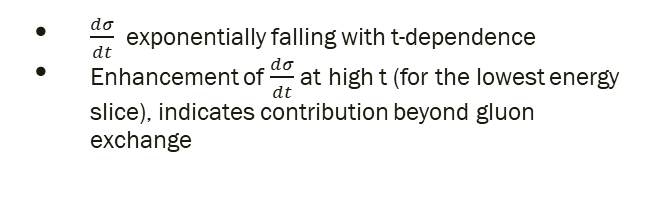 • dσ/dt exponentially falling with t-dependence
• Enhancement of dσ/dt at high t (for the lowest energy
slice), indicates contribution beyond gluon
exchange